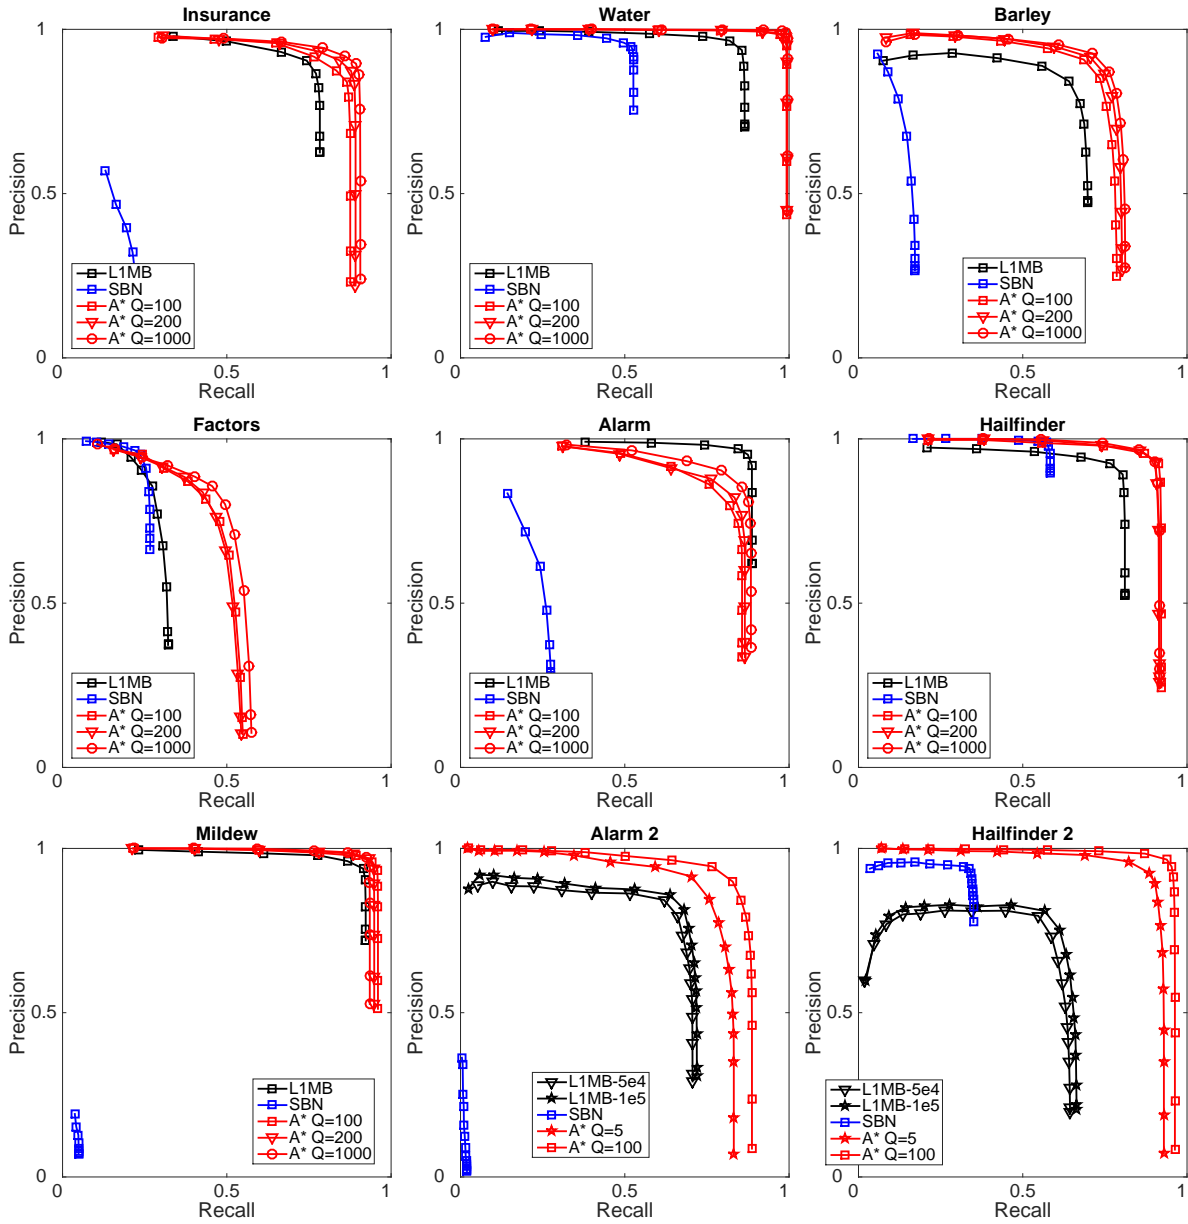 Insurance
1
Precision
0.5
L1MB
SBN
A* Q=100
A* Q=200
A* Q=1000
0
0
0.5
1
Recall
Water
1
Precision
0.5
L1MB
SBN
A* Q=100
A* Q=200
A* Q=1000
0
0
0.5
1
Recall
Barley
1
Precision
0.5
L1MB
SBN
A* Q=100
A* Q=200
A* Q=1000
0
0
0.5
1
Recall
Factors
1
Precision
0.5
L1MB
SBN
A* Q=100
A* Q=200
A* Q=1000
0
0
0.5
1
Recall
Alarm
1
Precision
0.5
L1MB
SBN
A* Q=100
A* Q=200
A* Q=1000
0
0
0.5
1
Recall
Hailfinder
1
Precision
0.5
L1MB
SBN
A* Q=100
A* Q=200
A* Q=1000
0
0
0.5
1
Recall
Mildew
1
Precision
0.5
L1MB
SBN
A* Q=100
A* Q=200
A* Q=1000
0
0
0.5
1
Recall
Alarm 2
1
Precision
0.5
L1MB-5e4
L1MB-1e5
SBN
A* Q=5
A* Q=100
0
0
0.5
1
Recall
Hailfinder 2
1
Precision
0.5
L1MB-5e4
L1MB-1e5
SBN
A* Q=5
A* Q=100
0
0
0.5
1
Recall